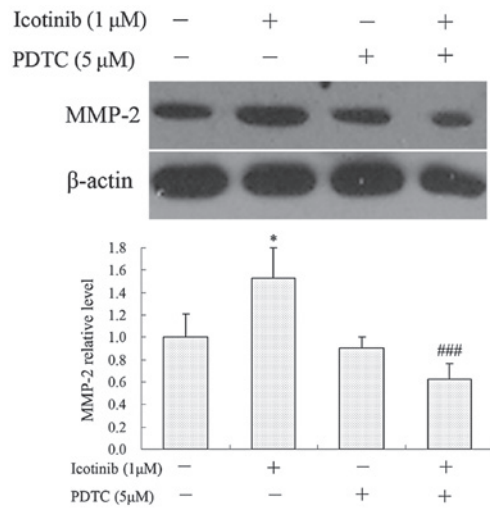 Icotinib (1 μM) − + − +
PDTC (5 μM) − − + +
MMP-2
β-actin
1.8
1.6
1.4
1.2
1.0
0.8
0.6
0.4
0.2
0.0
MMP-2 relative level
*
###
Icotinib (1μM) − + − +
PDTC (5μM) − − + +